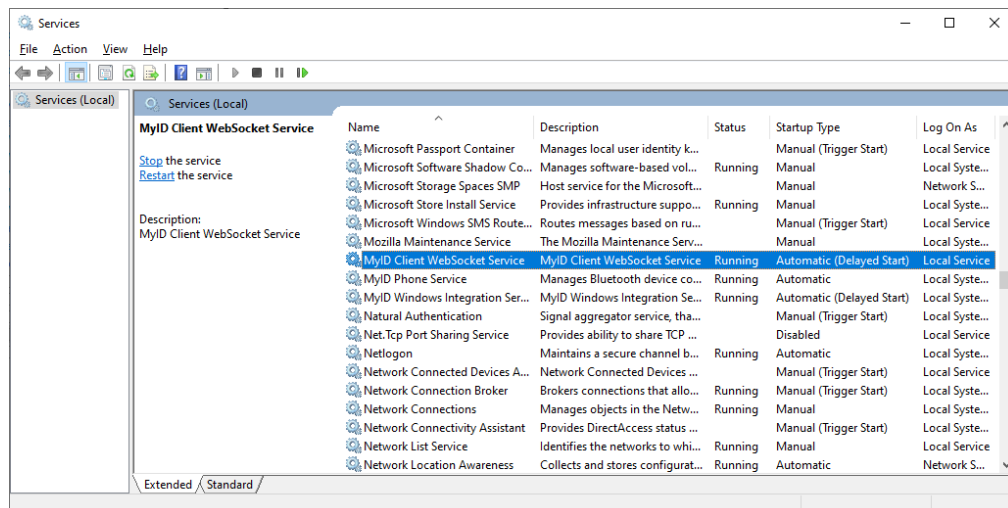 Services
File Action View Help
Services (Local)
Services (Local)
MyID Client WebSocket Service
Stop the service
Restart the service
Description:
MyID Client WebSocket Service
Name Description Status Startup Type Log On As
Microsoft Passport Container Manages local user identity k... Manual (Trigger Start) Local Service
Microsoft Software Shadow Co... Manages software-based vol... Running Manual Local Syste...
Microsoft Storage Spaces SMP Host service for the Microsoft... Manual Network S...
Microsoft Store Install Service Provides infrastructure suppo... Running Manual Local Syste...
Microsoft Windows SMS Route... Routes messages based on ru... Manual (Trigger Start) Local Service
Mozilla Maintenance Service The Mozilla Maintenance Serv... Manual Local Syste...
MyID Client WebSocket Service MyID Client WebSocket Service Running Automatic (Delayed Start) Local Service
MyID Phone Service Manages Bluetooth device co... Running Automatic Local Syste...
MyID Windows Integration Ser... MyID Windows Integration Se... Running Automatic (Delayed Start) Local Syste...
Natural Authentication Signal aggregator service, tha... Manual (Trigger Start) Local Syste...
Net.Tcp Port Sharing Service Provides ability to share TCP ... Disabled Local Service
Netlogon Maintains a secure channel b... Running Automatic Local Syste...
Network Connected Devices A... Network Connected Devices ... Manual (Trigger Start) Local Service
Network Connection Broker Brokers connections that allo... Running Manual (Trigger Start) Local Syste...
Network Connections Manages objects in the Netw... Running Manual Local Syste...
Network Connectivity Assistant Provides DirectAccess status ... Manual (Trigger Start) Local Syste...
Network List Service Identifies the networks to whi... Running Manual Local Service
Network Location Awareness Collects and stores configurat... Running Automatic Network S...
Extended Standard